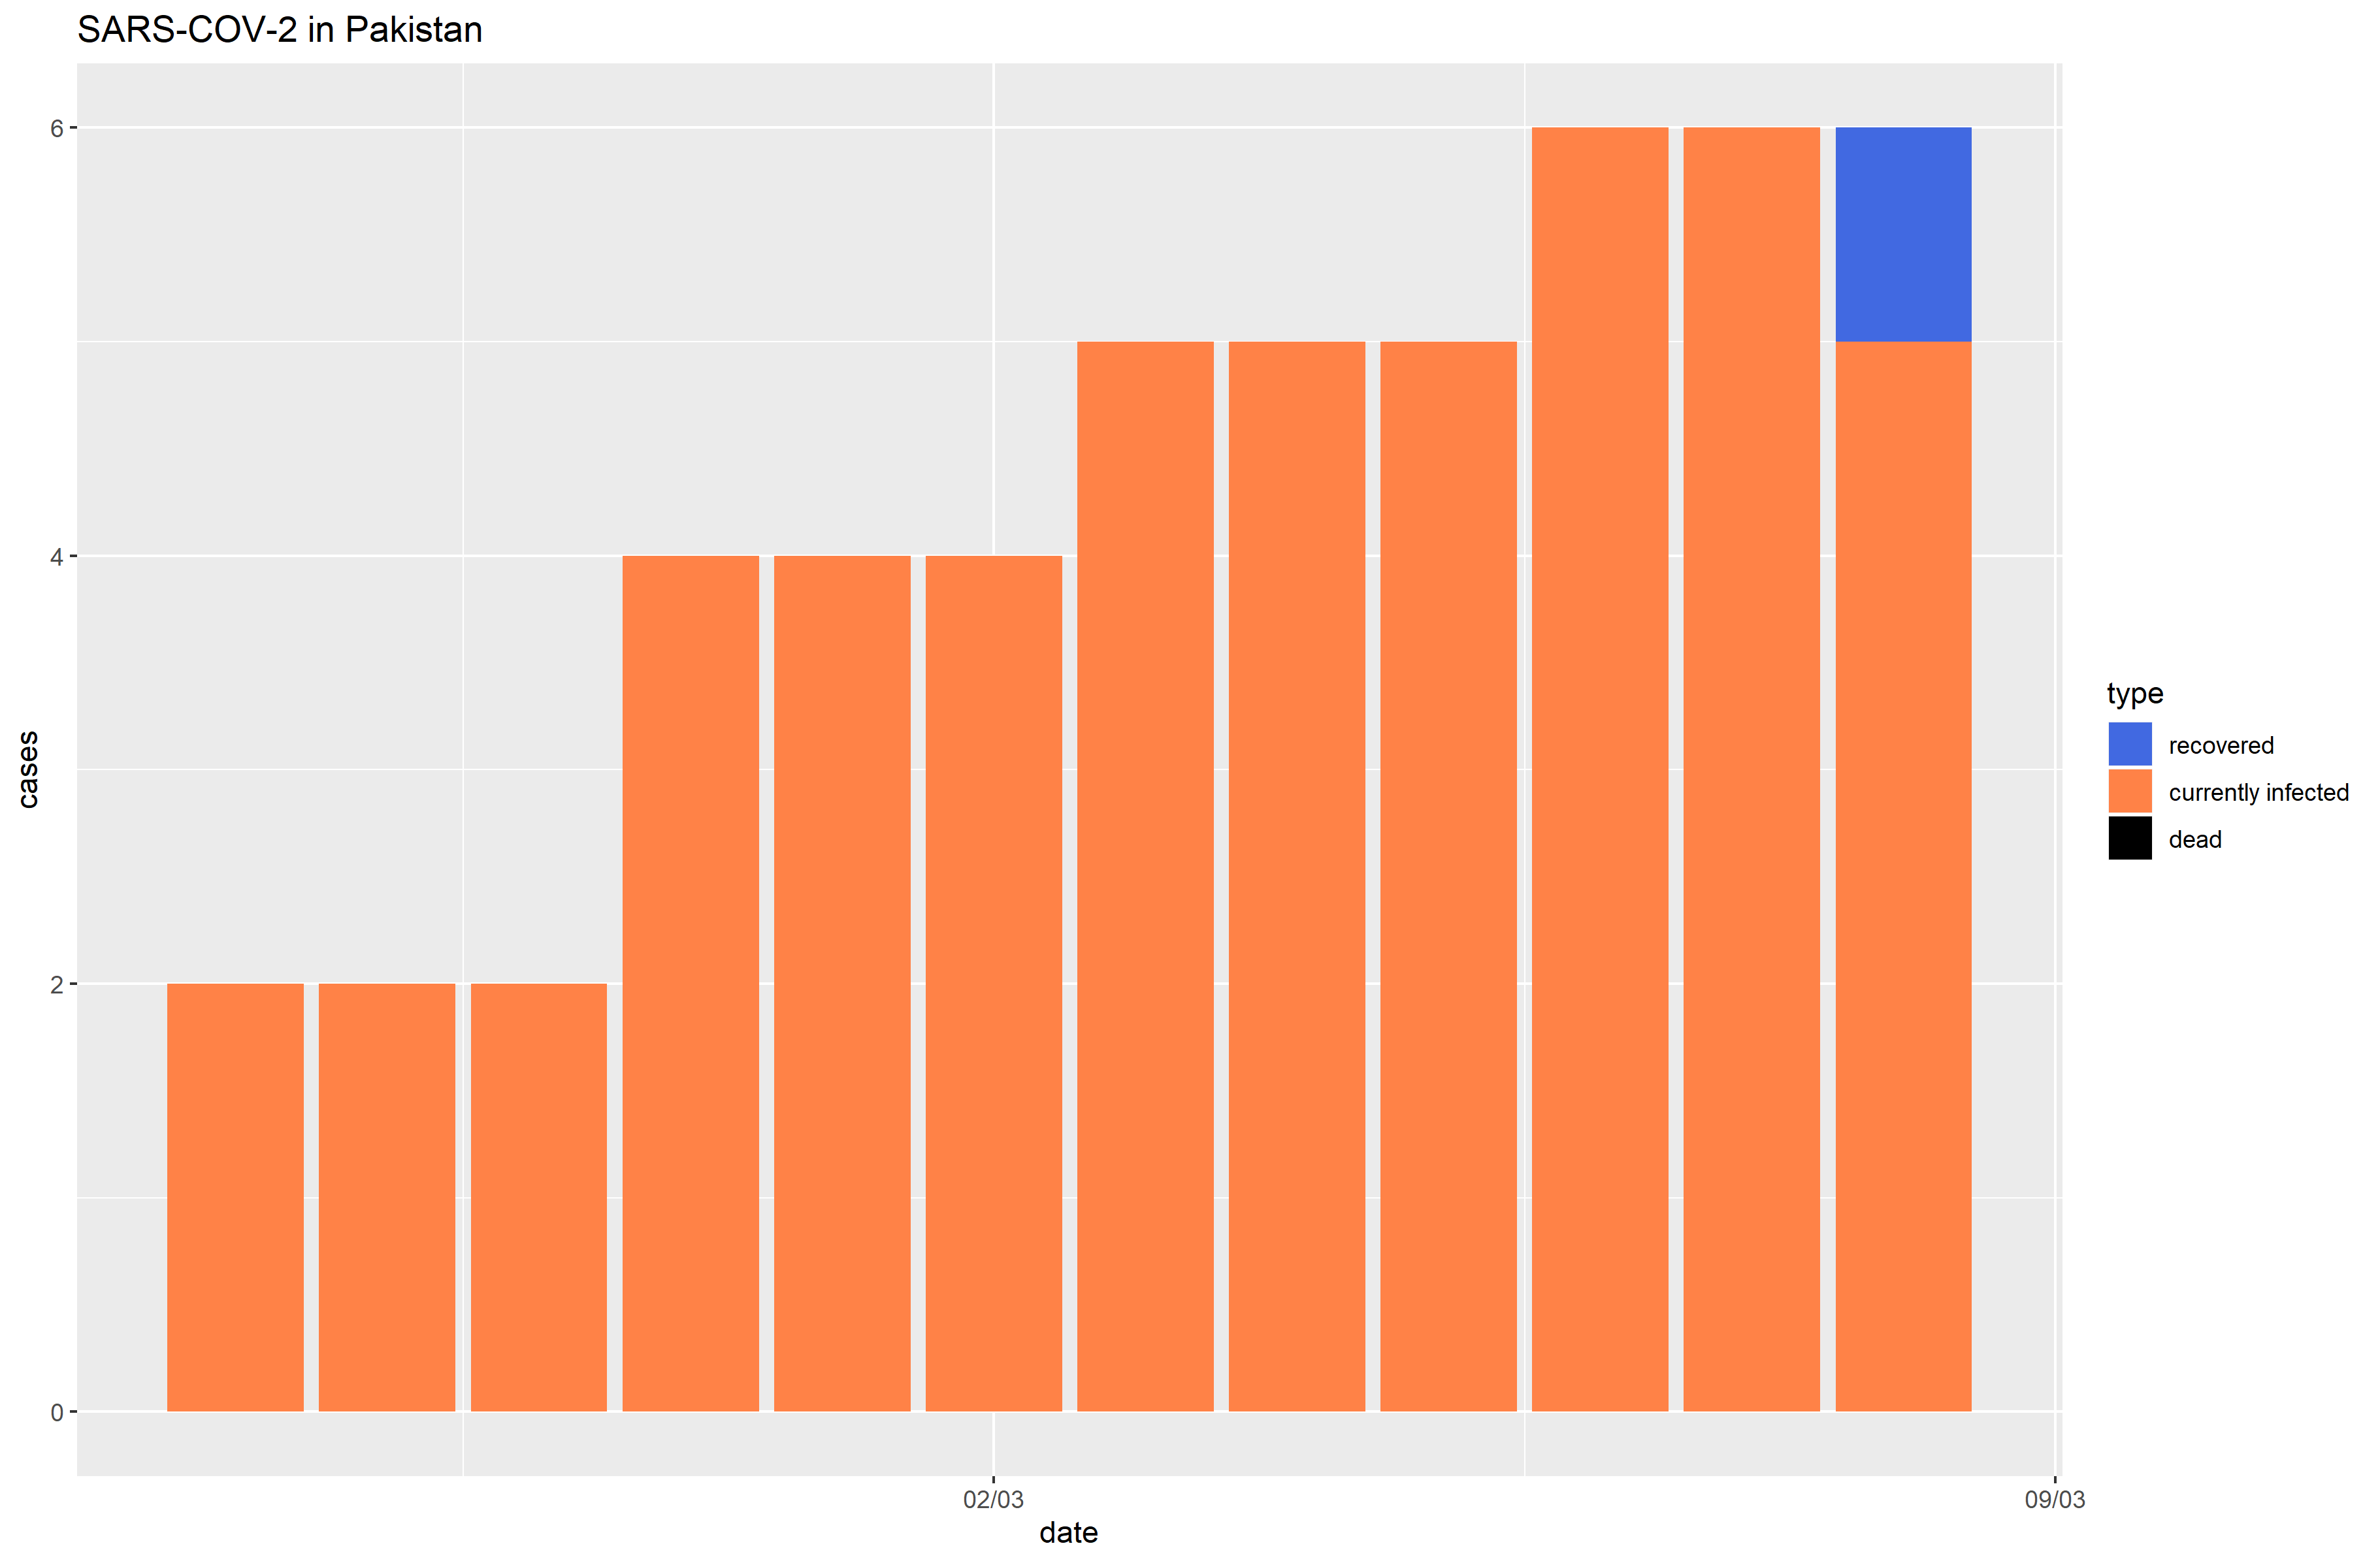 SARS-COV-2 in Pakistan
6
4
2
0
cases
02/03
09/03
date
type
recovered
currently infected
dead